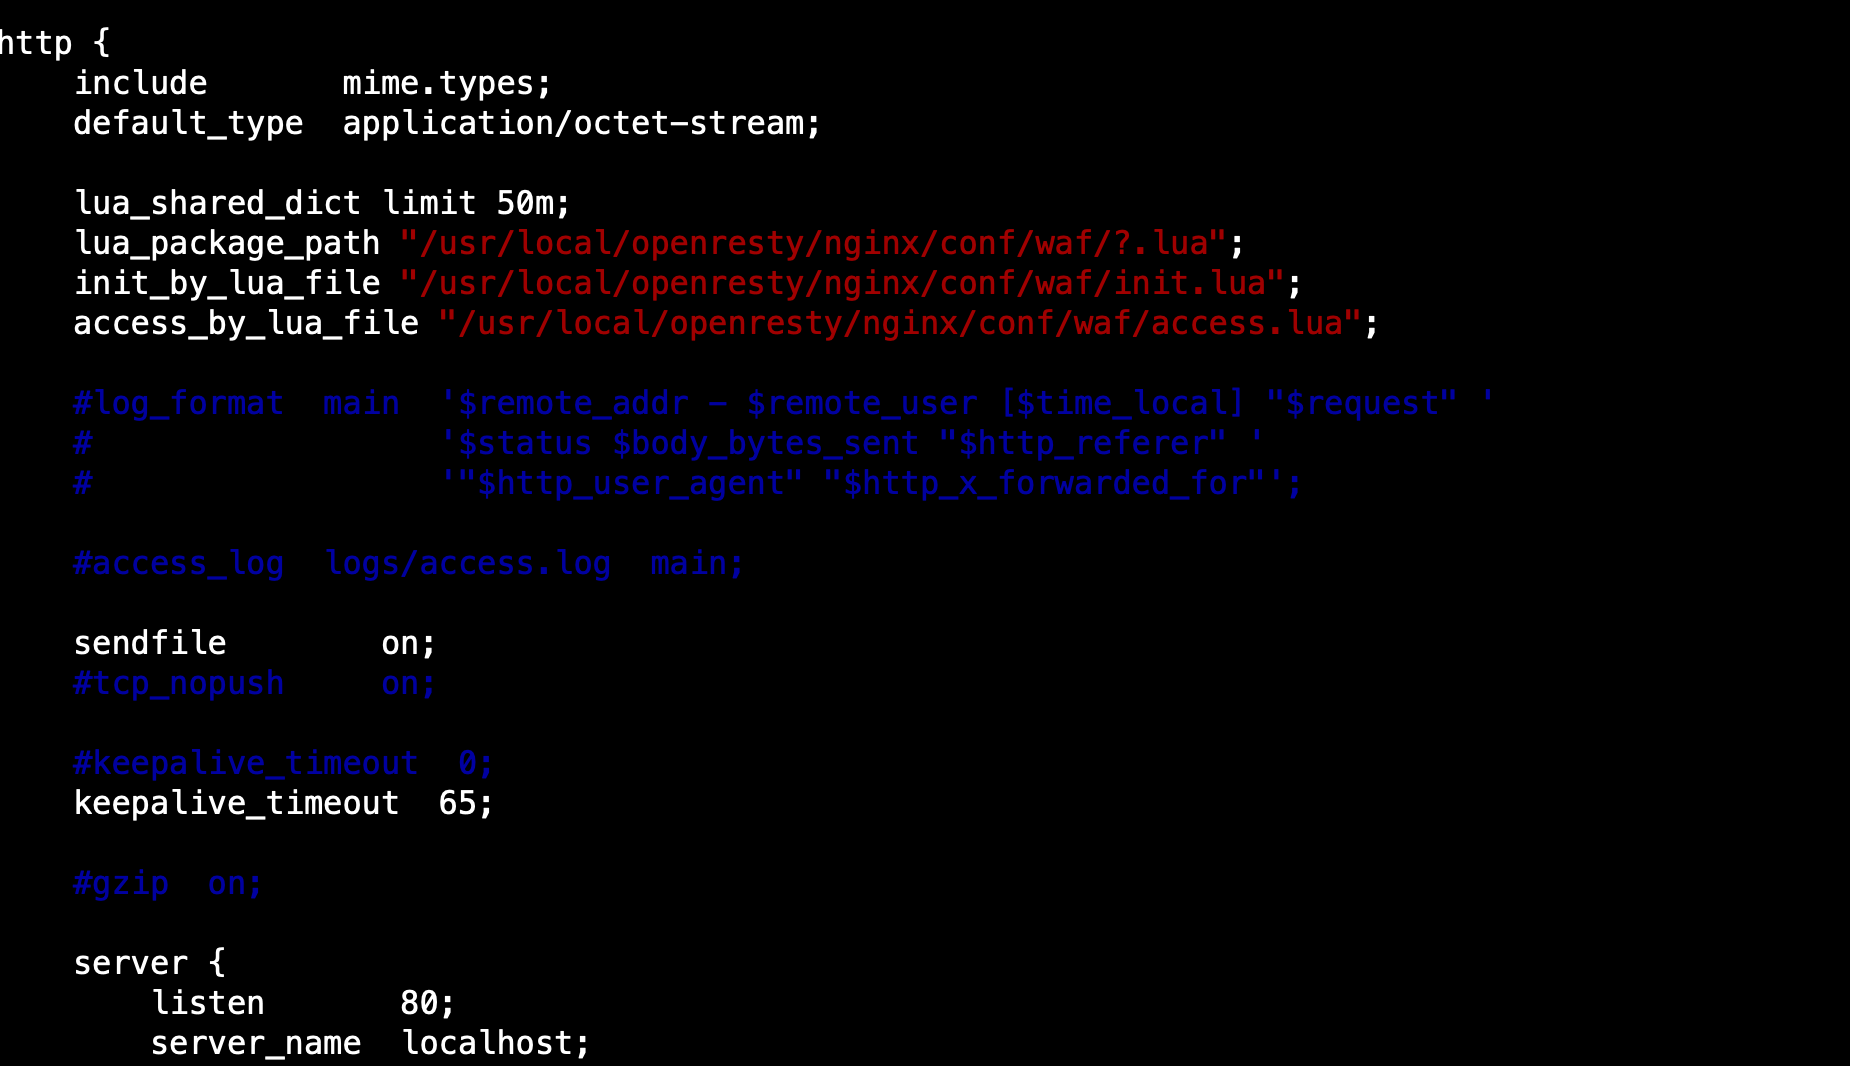 http {
    include       mime.types;
    default_type  application/octet-stream;

    lua_shared_dict limit 50m;
    lua_package_path "/usr/local/openresty/nginx/conf/waf/?.lua";
    init_by_lua_file "/usr/local/openresty/nginx/conf/waf/init.lua";
    access_by_lua_file "/usr/local/openresty/nginx/conf/waf/access.lua";

    #log_format  main  '$remote_addr - $remote_user [$time_local] "$request" '
    #                  '$status $body_bytes_sent "$http_referer" '
    #                  '"$http_user_agent" "$http_x_forwarded_for"';

    #access_log  logs/access.log  main;

    sendfile        on;
    #tcp_nopush     on;

    #keepalive_timeout  0;
    keepalive_timeout  65;

    #gzip  on;

    server {
        listen       80;
        server_name  localhost;